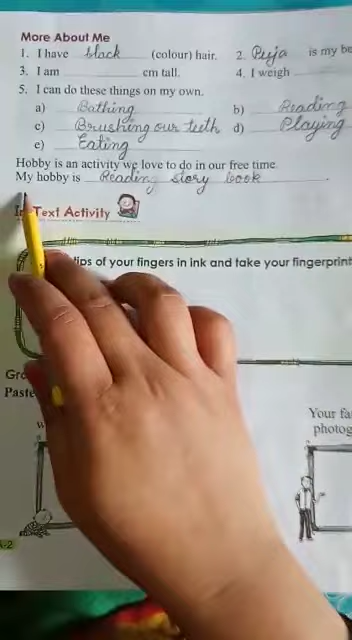 More About Me
1. I have black (colour) hair. 2. Puja is my be
3. I am ________ cm tall. 4. I weigh
5. I can do these things on my own.
a) Bathing b) Reading
c) Brushing our teeth d) Playing
e) Eating
Hobby is an activity we love to do in our free time
My hobby is Reading story book.
Text Activity
tips of your fingers in ink and take your fingerprint
Paste
Your fa
photog